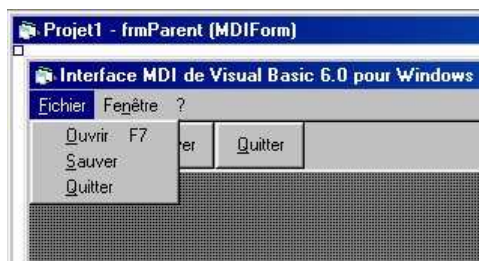 Projet1 - frmParent (MDIForm)
Interface MDI de Visual Basic 6.0 pour Windows
Fichier Fenêtre ?
Ouvrir F7
er Quitter
Sauver
Quitter